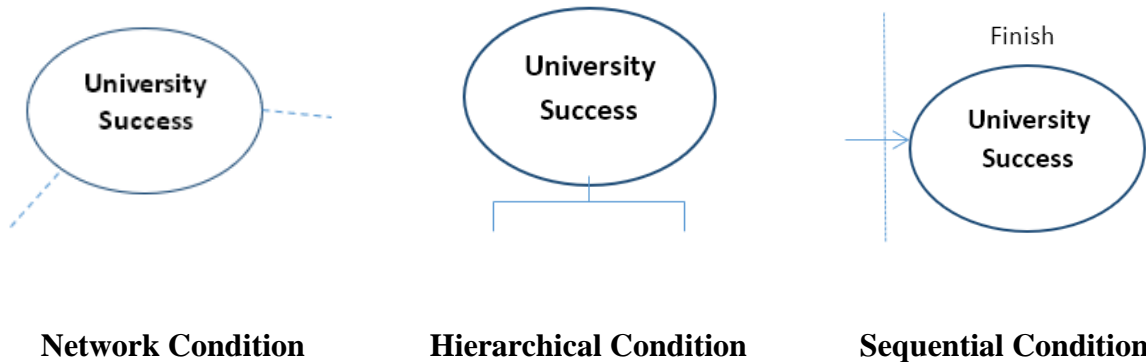 University
Success
University
Success
Finish
University
Success
Network Condition
Hierarchical Condition
Sequential Condition